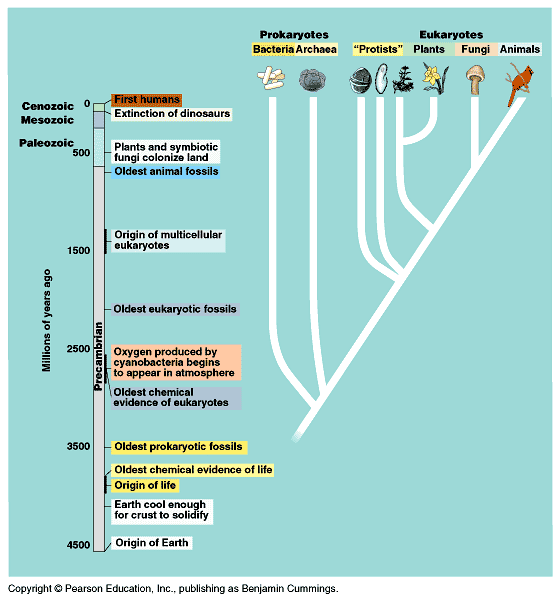 Prokaryotes Eukaryotes
Bacteria Archaea "Protists" Plants Fungi Animals
Cenozoic 0 First humans
Mesozoic Extinction of dinosaurs
Paleozoic
500
Plants and symbiotic
fungi colonize land
Oldest animal fossils
Origin of multicellular
eukaryotes
1500
Millions of years ago
Oldest eukaryotic fossils
2500
Precambrian
Oxygen produced by
cyanobacteria begins
to appear in atmosphere
Oldest chemical
evidence of eukaryotes
3500 Oldest prokaryotic fossils
Oldest chemical evidence of life
Origin of life
Earth cool enough
for crust to solidify
4500 Origin of Earth
Copyright © Pearson Education, Inc., publishing as Benjamin Cummings.